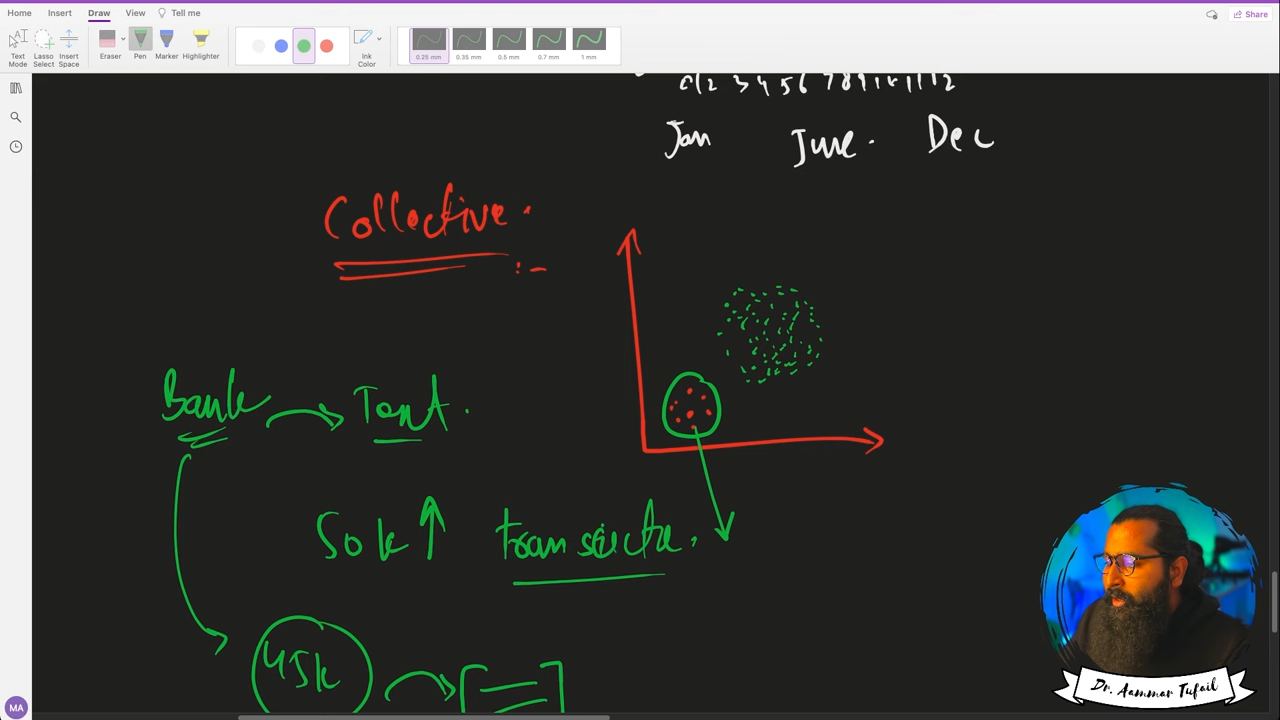 Home Insert Draw View Tell me
Share
Text Mode
Lasso Select
Insert Space
Eraser
Pen
Marker
Highlighter
Ink Color
0.25 mm
0.35 mm
0.5 mm
0.7 mm
1 mm
Jan June. Dec
Collective.
:-
Bank
50k
45k
MA
Dr. Aammar Tufail